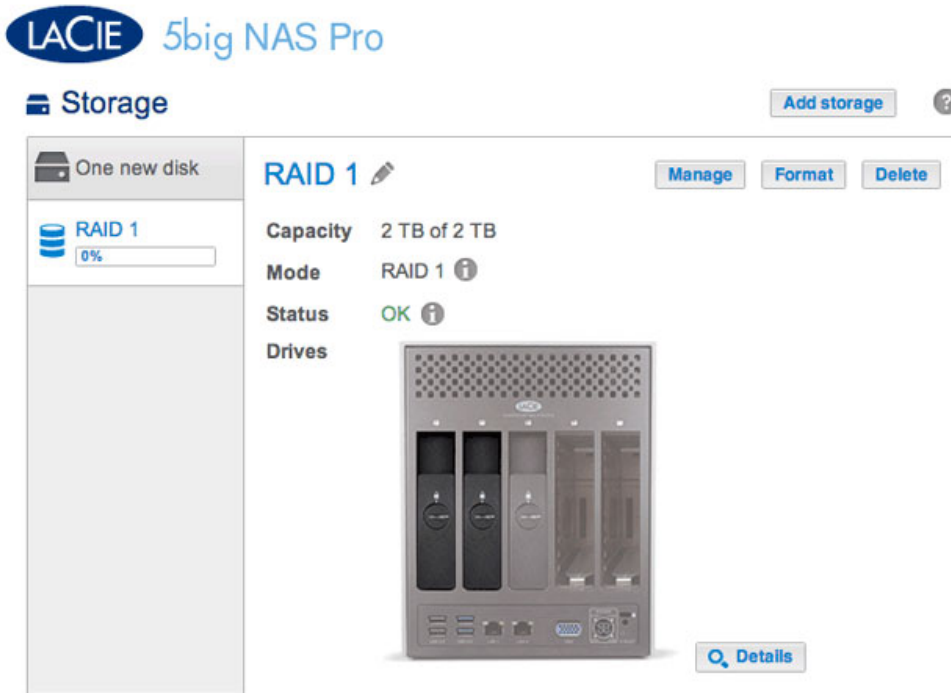 LACIE 5big NAS Pro
Storage
Add storage
?
One new disk
RAID 1
Manage
Format
Delete
RAID 1
0%
Capacity 2 TB of 2 TB
Mode RAID 1
Status OK
Drives
LACIE
Details